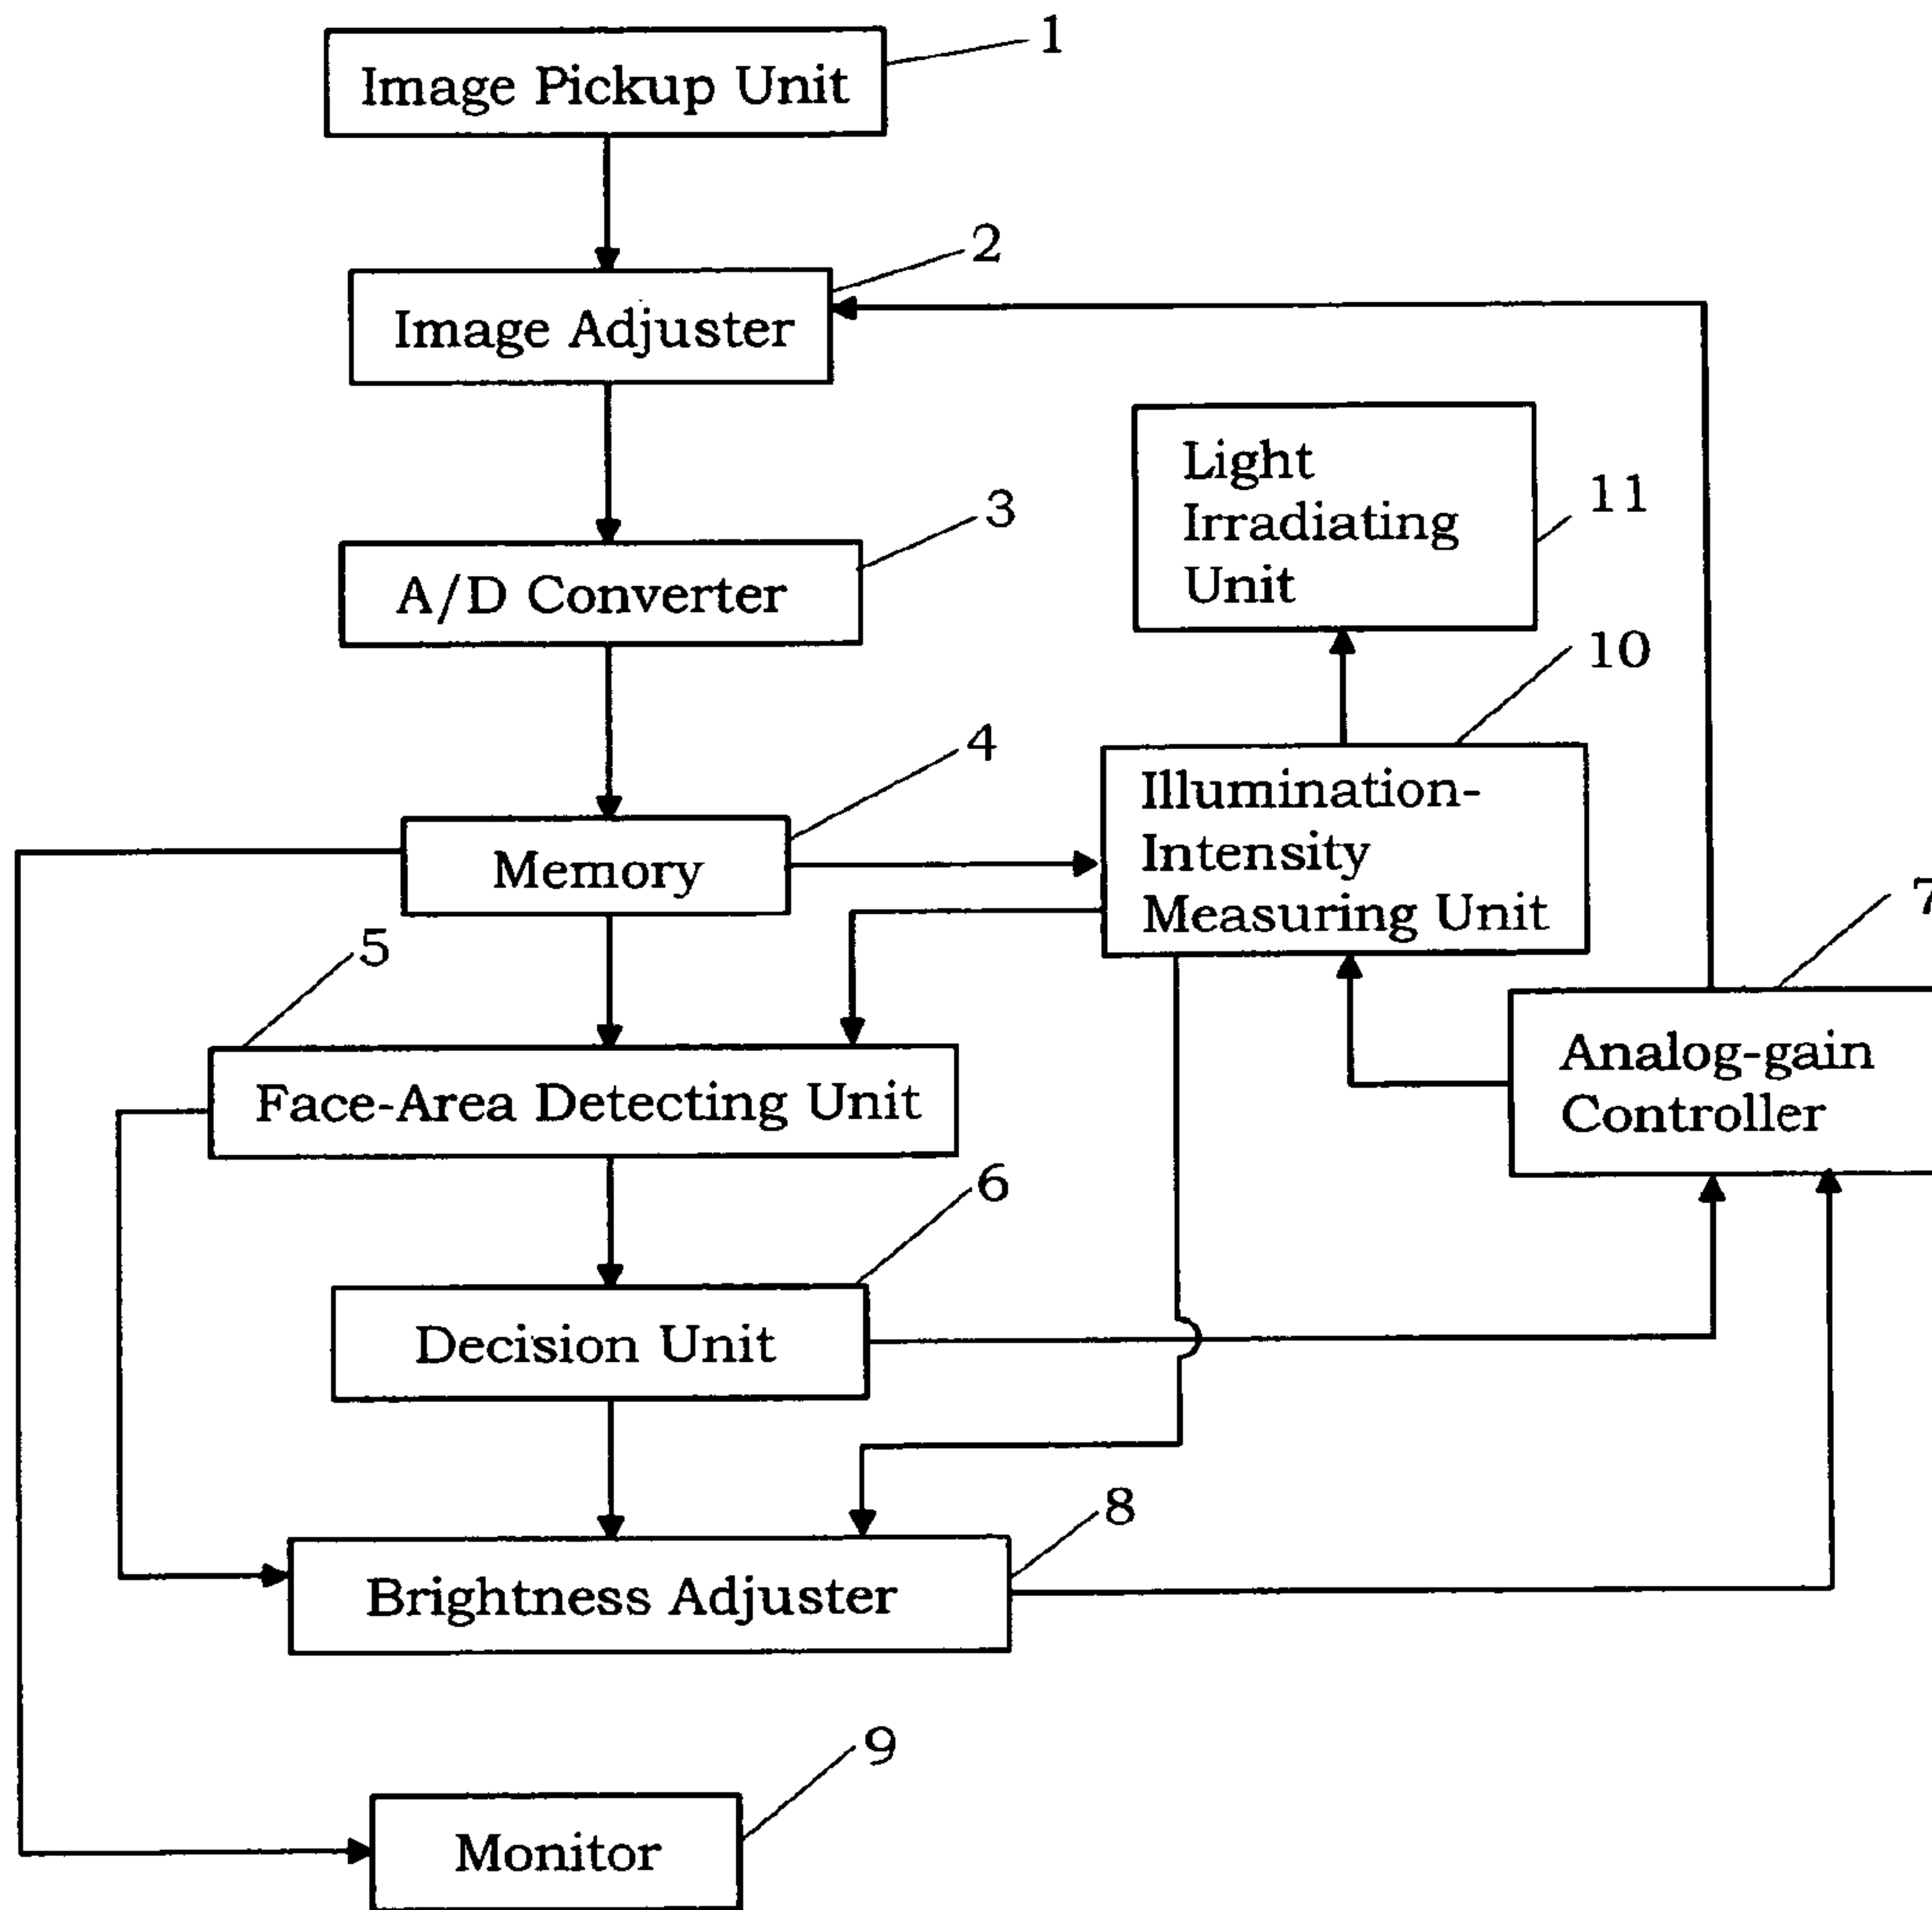 1
Image Pickup Unit
2
Image Adjuster
Light
Irradiating
Unit
11
3
A/D Converter
10
4
Memory
Illumination-
Intensity
Measuring Unit
7
5
Face-Area Detecting Unit
Analog-gain
Controller
6
Decision Unit
8
Brightness Adjuster
9
Monitor